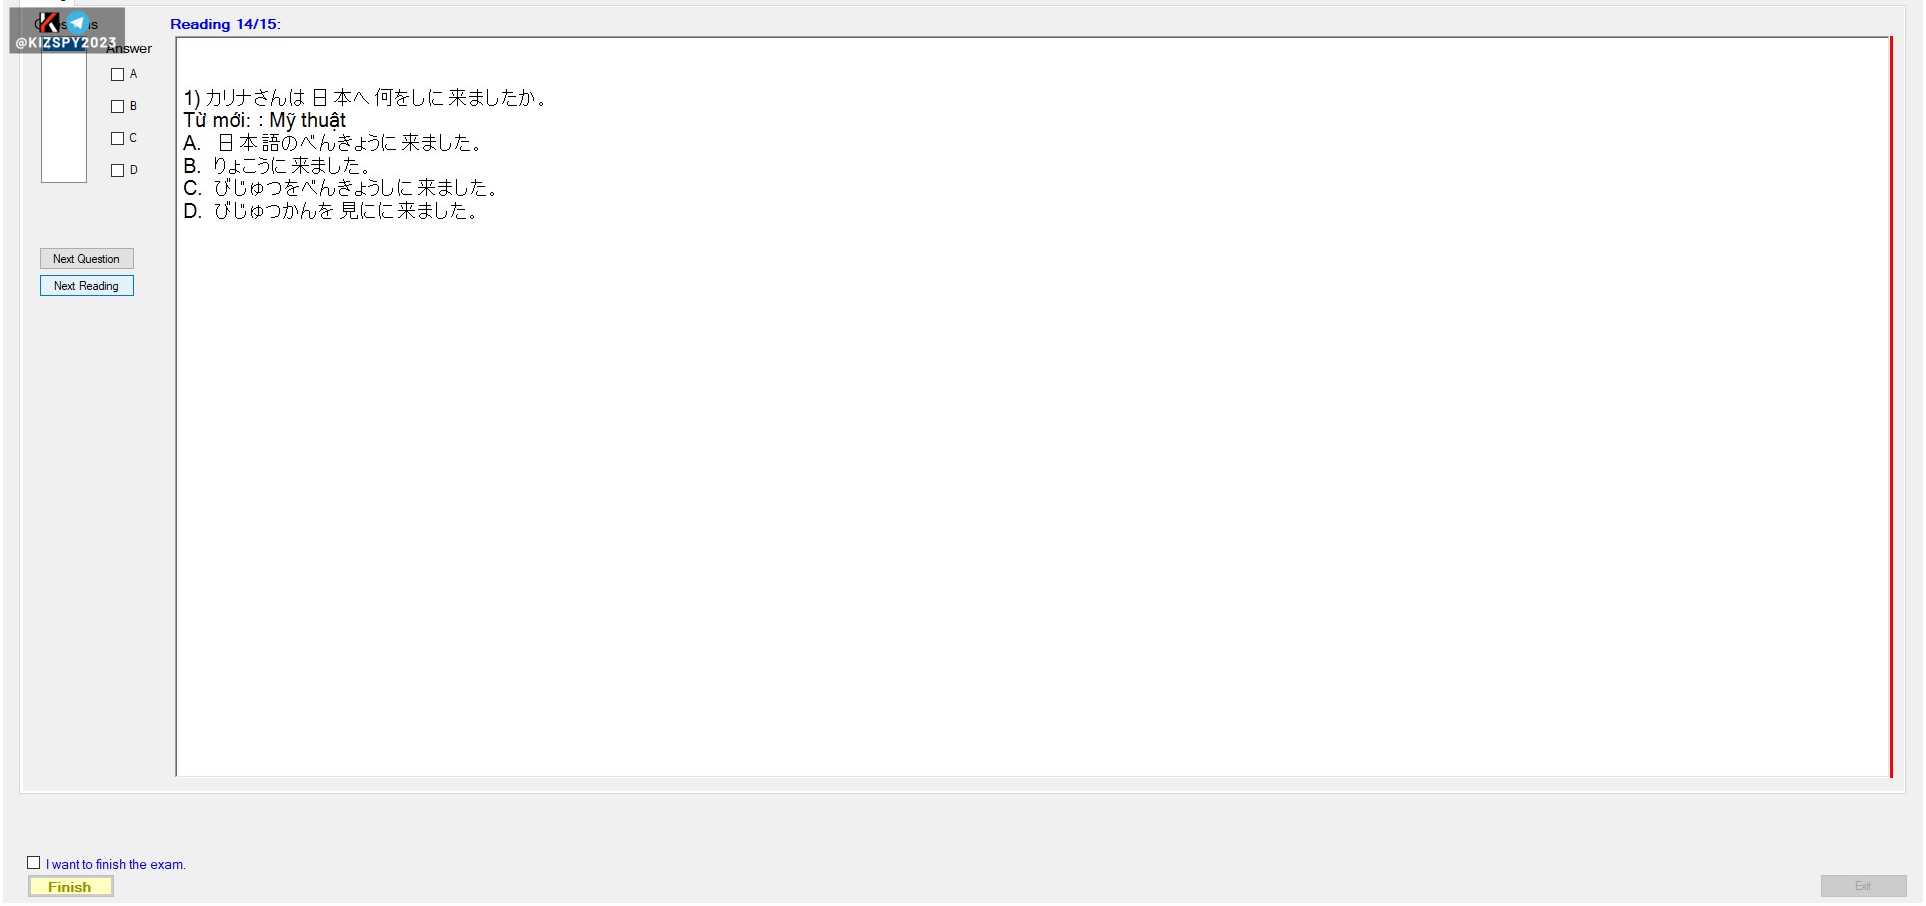 Reading 14/15:
@KIZSPY2023
Answer
A
B
C
D
Next Question
Next Reading
1) カリナさんは 日 本へ 何をしに 来ましたか。
Từ mới: : Mỹ thuật
A. 日 本 語のべんきょうに 来ました。
B. りょこうに 来ました。
C. びじゅつをべんきょうしに 来ました。
D. びじゅつかんを 見にに 来ました。
I want to finish the exam.
Finish
Exit